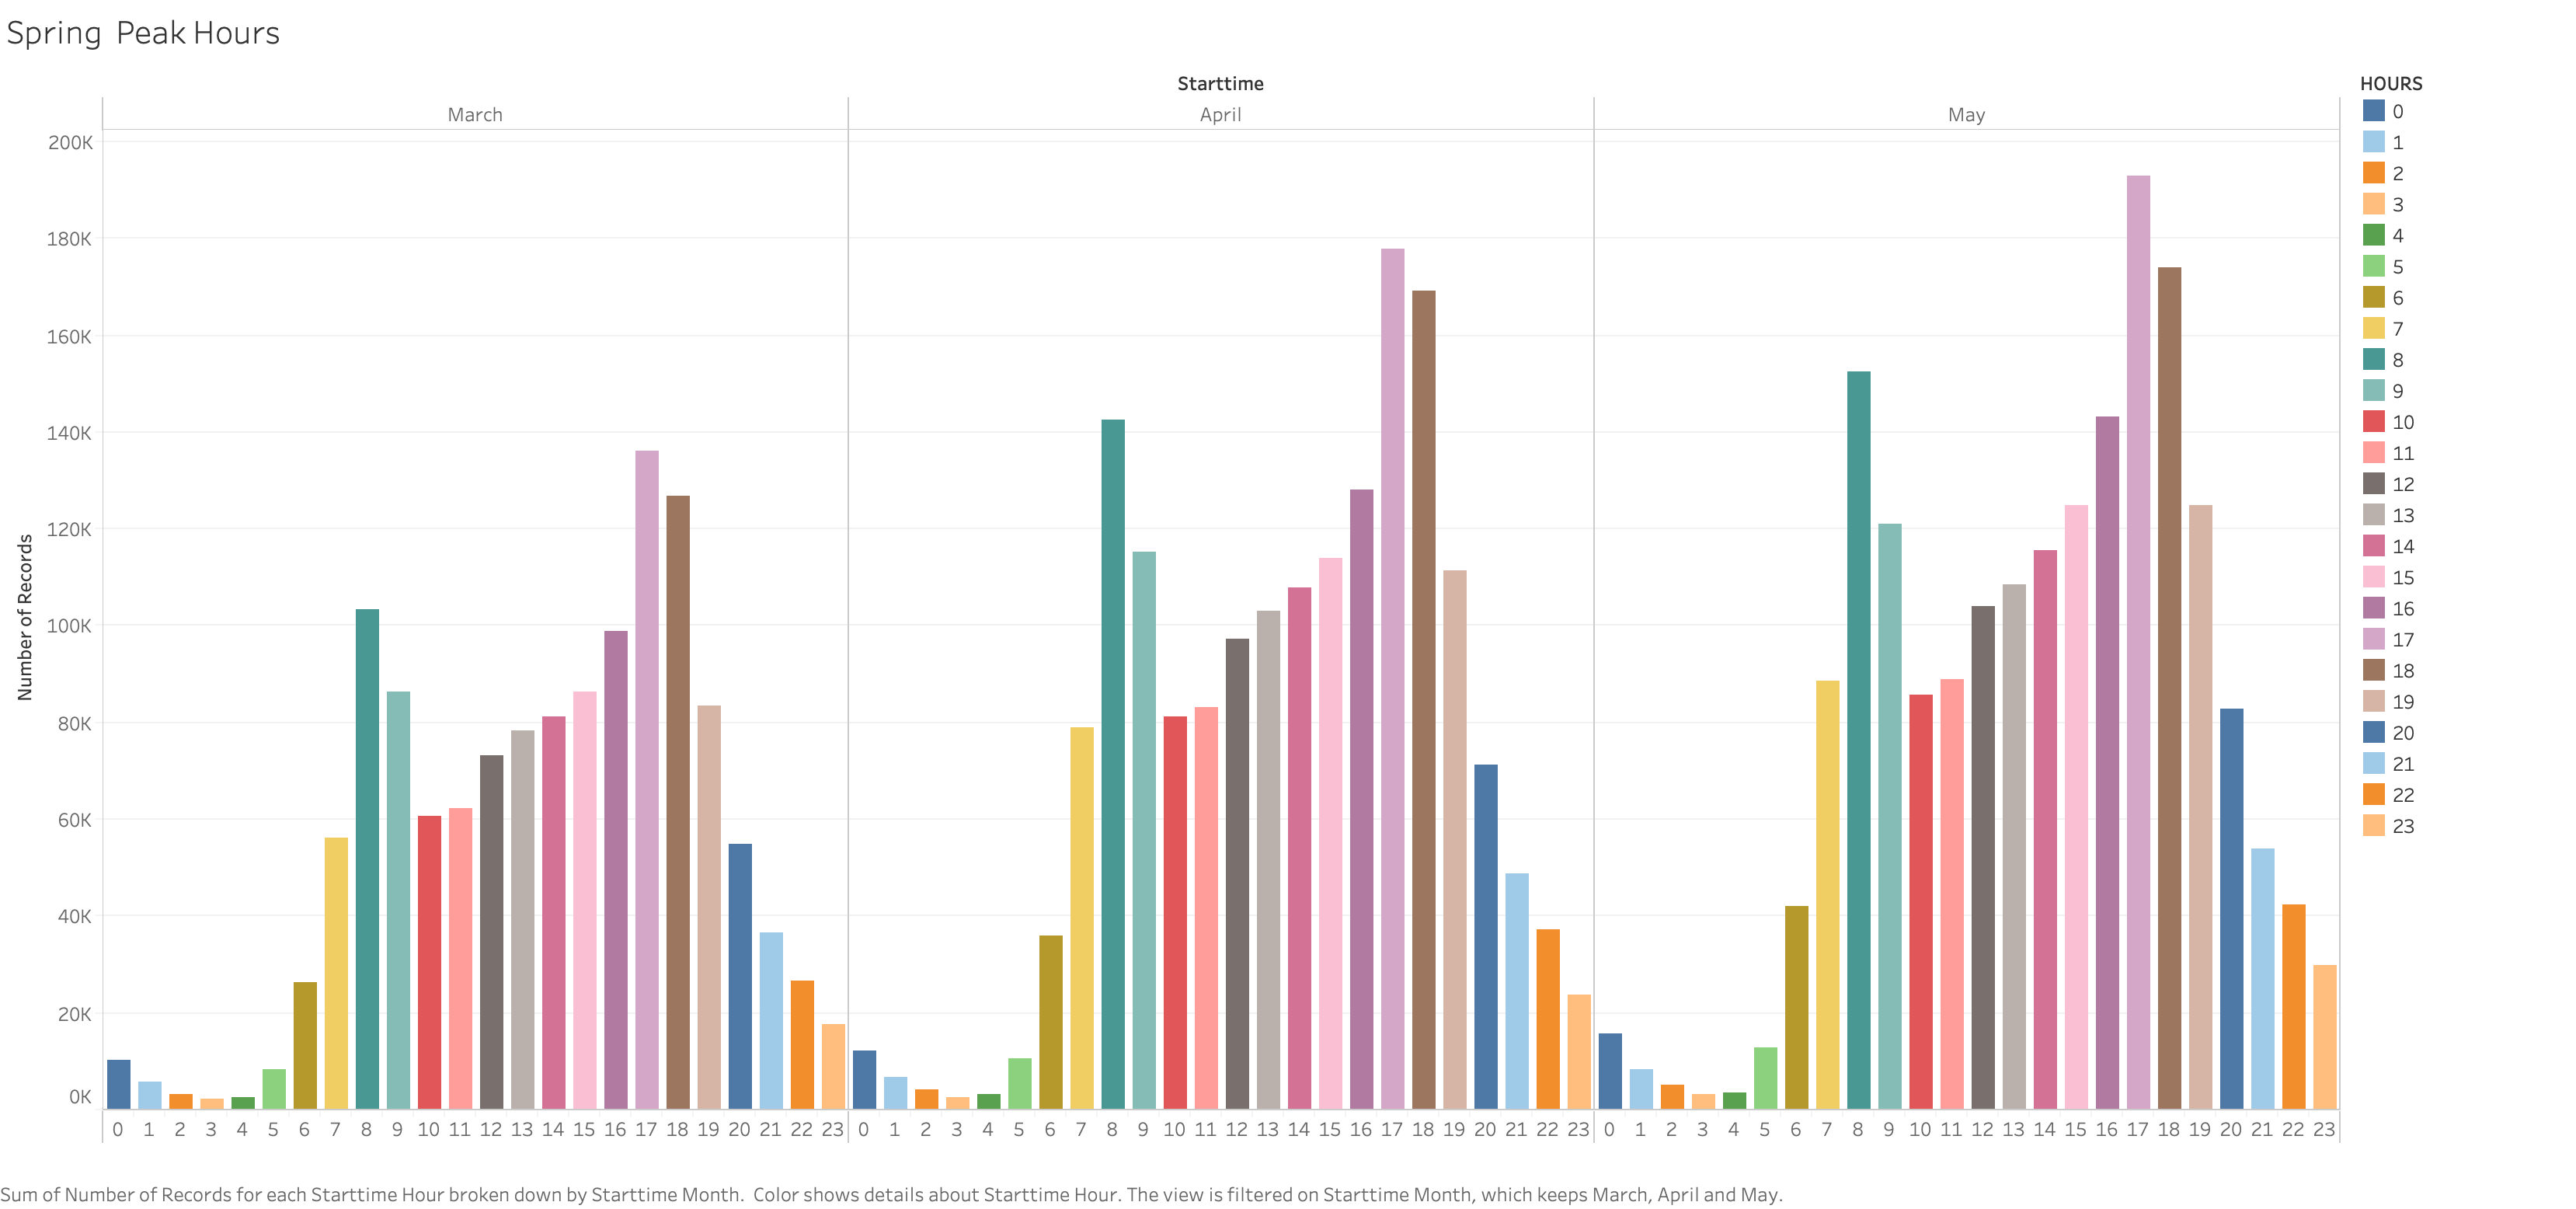 Spring  Peak Hours
Starttime
HOURS
March April May
200K
180K
160K
140K
120K
100K
80K
60K
40K
20K
0K
Number of Records
0 1 2 3 4 5 6 7 8 9 10 11 12 13 14 15 16 17 18 19 20 21 22 23 0 1 2 3 4 5 6 7 8 9 10 11 12 13 14 15 16 17 18 19 20 21 22 23 0 1 2 3 4 5 6 7 8 9 10 11 12 13 14 15 16 17 18 19 20 21 22 23
0
1
2
3
4
5
6
7
8
9
10
11
12
13
14
15
16
17
18
19
20
21
22
23
Sum of Number of Records for each Starttime Hour broken down by Starttime Month.  Color shows details about Starttime Hour. The view is filtered on Starttime Month, which keeps March, April and May.